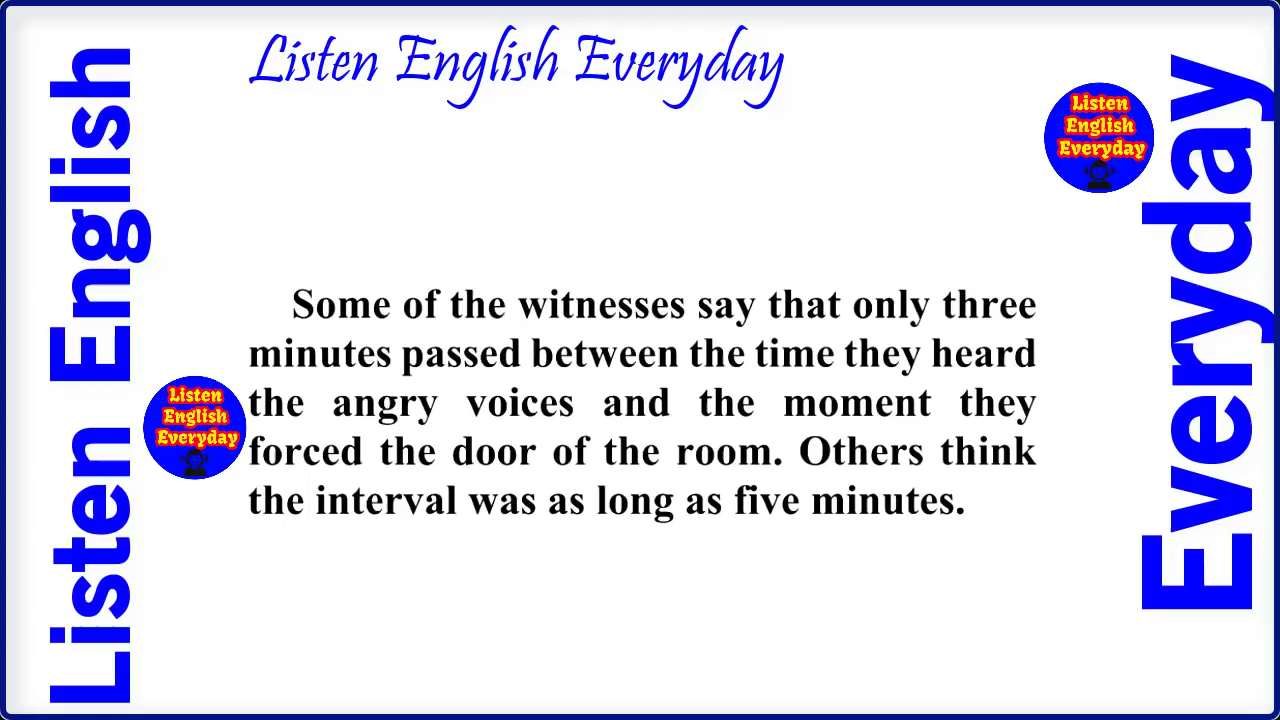 Listen English Everyday
Listen
English
Everyday
Listen English
Some of the witnesses say that only three
minutes passed between the time they heard
the angry voices and the moment they
forced the door of the room. Others think
the interval was as long as five minutes.
Listen
English
Everyday
Everyday